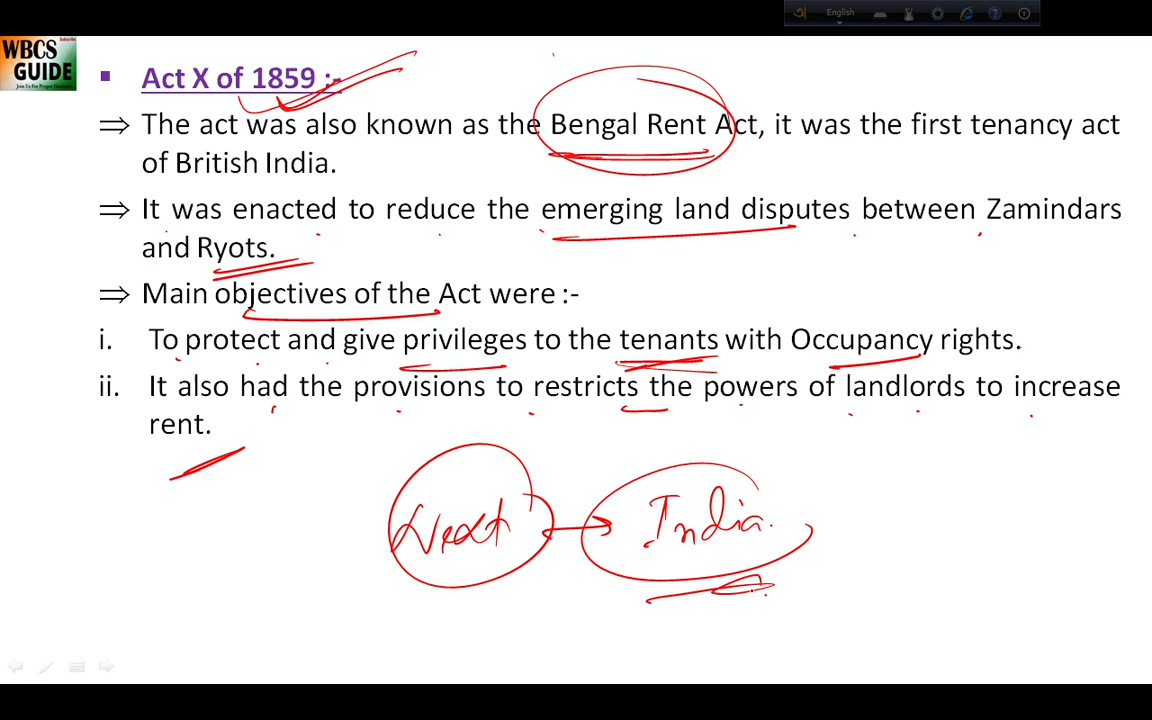 English
WBCS
GUIDE
▪ Act X of 1859 :-
⇒ The act was also known as the Bengal Rent Act, it was the first tenancy act
of British India.
⇒ It was enacted to reduce the emerging land disputes between Zamindars
and Ryots.
⇒ Main objectives of the Act were :-
i. To protect and give privileges to the tenants with Occupancy rights.
ii. It also had the provisions to restricts the powers of landlords to increase
rent.
Next → India.